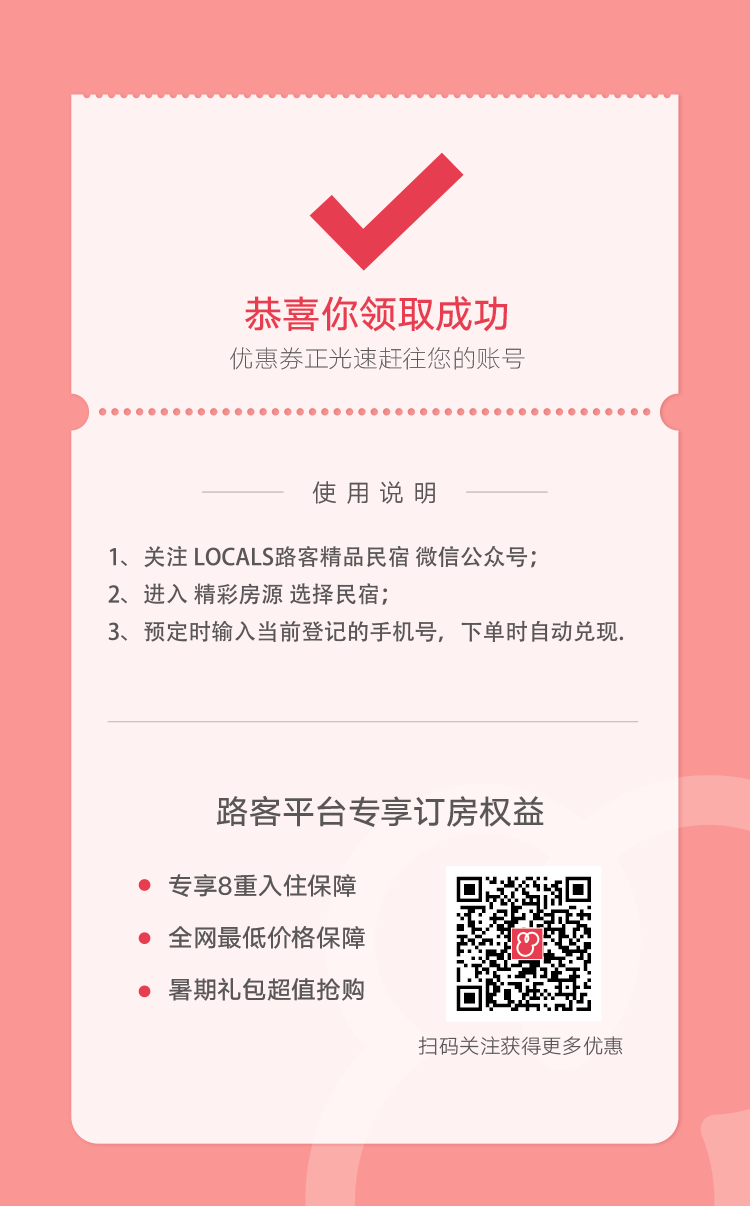 恭喜你领取成功
优惠券正光速赶往您的账号
使用说明
1、关注 LOCALS路客精品民宿 微信公众号；
2、进入 精彩房源 选择民宿；
3、预定时输入当前登记的手机号，下单时自动兑现.
路客平台专享订房权益
专享8重入住保障
全网最低价格保障
暑期礼包超值抢购
扫码关注获得更多优惠